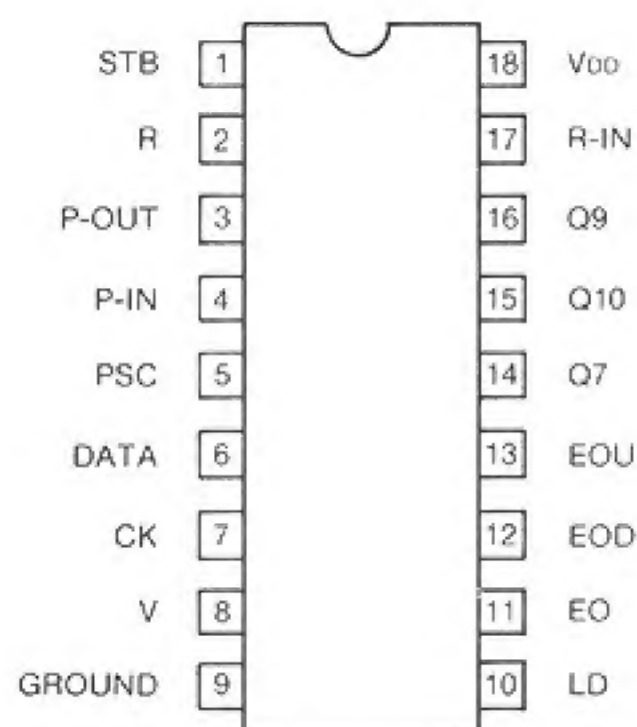 STB 1 18 VDD
R 2 17 R-IN
P-OUT 3 16 Q9
P-IN 4 15 Q10
PSC 5 14 Q7
DATA 6 13 EOU
CK 7 12 EOD
V 8 11 EO
GROUND 9 10 LD